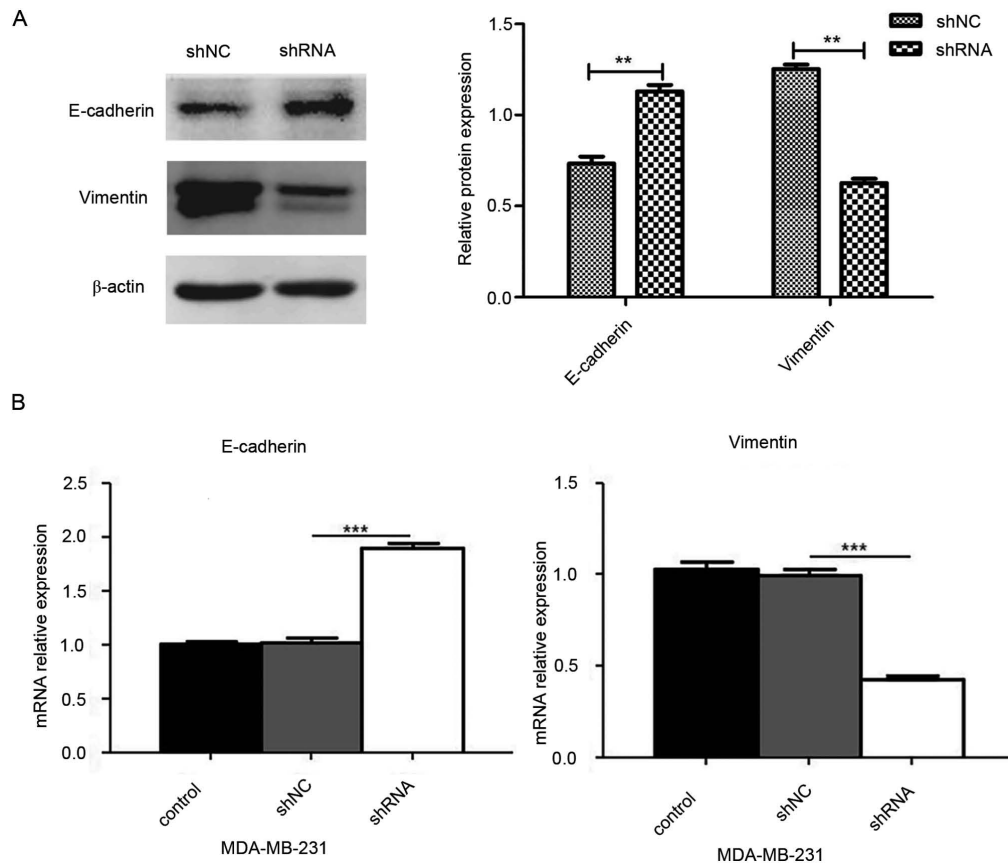 A
shNC
shRNA
E-cadherin
Vimentin
β-actin
Relative protein expression
1.5
1.0
0.5
0.0
**
**
shNC
shRNA
E-cadherin
Vimentin
B
E-cadherin
mRNA relative expression
2.5
2.0
1.5
1.0
0.5
0.0
***
control
shNC
shRNA
MDA-MB-231
Vimentin
mRNA relative expression
1.5
1.0
0.5
0.0
***
control
shNC
shRNA
MDA-MB-231